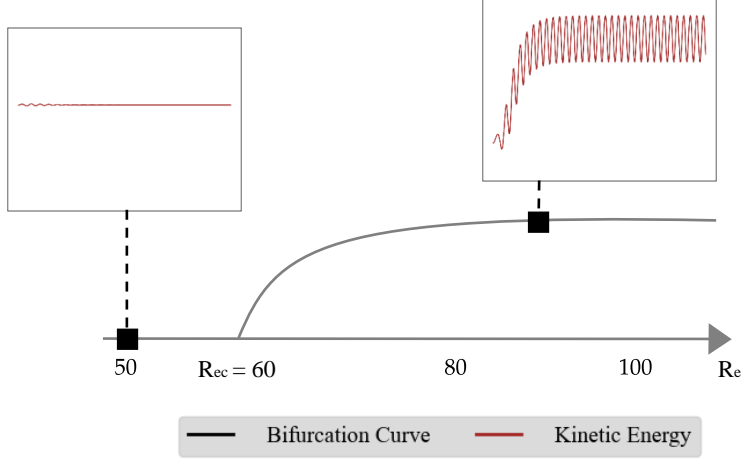 50
Rec = 60
80
100
Re
Bifurcation Curve
Kinetic Energy